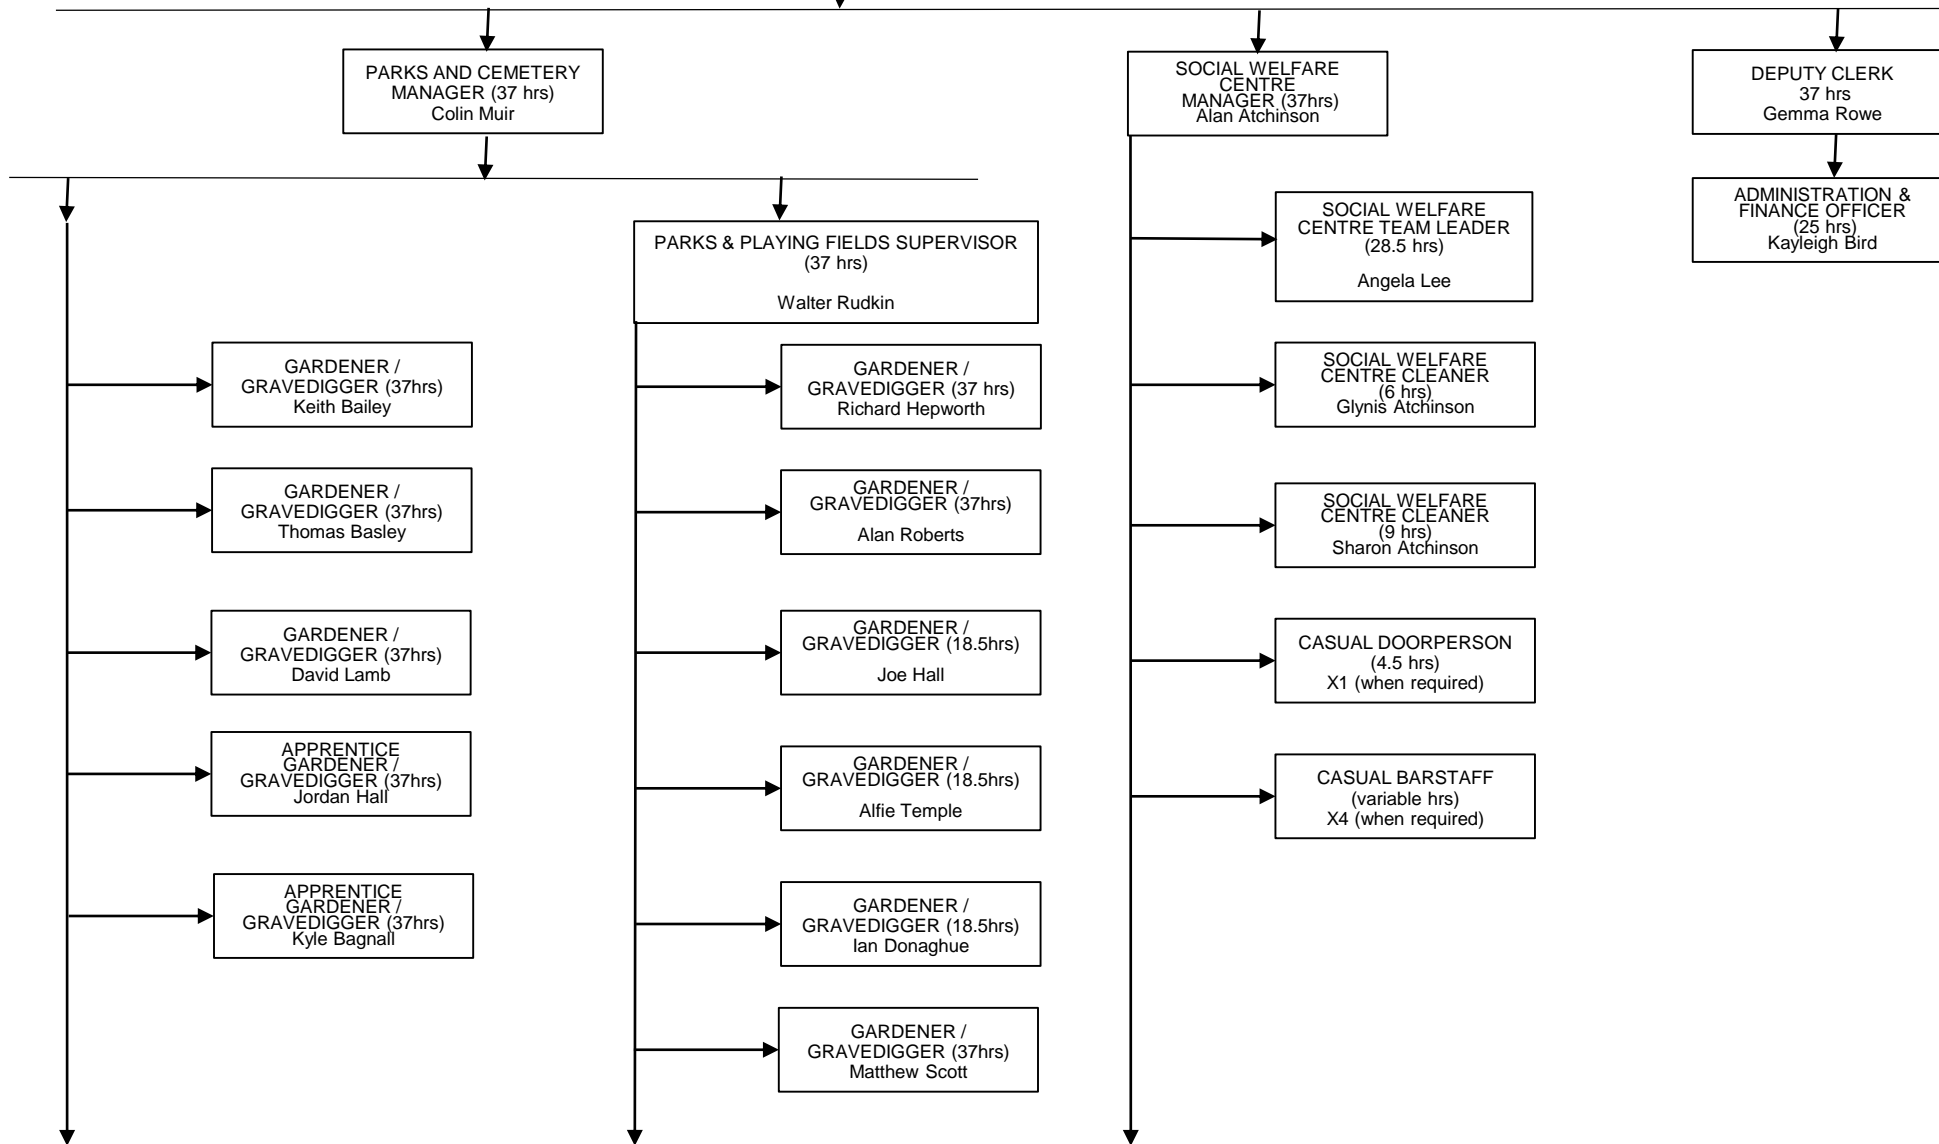 PARKS AND CEMETERY
MANAGER (37 hrs)
Colin Muir
SOCIAL WELFARE
CENTRE
MANAGER (37hrs)
Alan Atchinson
DEPUTY CLERK
37 hrs
Gemma Rowe
ADMINISTRATION &
FINANCE OFFICER
(25 hrs)
Kayleigh Bird
PARKS & PLAYING FIELDS SUPERVISOR
(37 hrs)
Walter Rudkin
SOCIAL WELFARE
CENTRE TEAM LEADER
(28.5 hrs)
Angela Lee
GARDENER /
GRAVEDIGGER (37hrs)
Keith Bailey
GARDENER /
GRAVEDIGGER (37 hrs)
Richard Hepworth
SOCIAL WELFARE
CENTRE CLEANER
(6 hrs)
Glynis Atchinson
GARDENER /
GRAVEDIGGER (37hrs)
Thomas Basley
GARDENER /
GRAVEDIGGER (37hrs)
Alan Roberts
SOCIAL WELFARE
CENTRE CLEANER
(9 hrs)
Sharon Atchinson
GARDENER /
GRAVEDIGGER (37hrs)
David Lamb
GARDENER /
GRAVEDIGGER (18.5hrs)
Joe Hall
CASUAL DOORPERSON
(4.5 hrs)
X1 (when required)
APPRENTICE
GARDENER /
GRAVEDIGGER (37hrs)
Jordan Hall
GARDENER /
GRAVEDIGGER (18.5hrs)
Alfie Temple
CASUAL BARSTAFF
(variable hrs)
X4 (when required)
APPRENTICE
GARDENER /
GRAVEDIGGER (37hrs)
Kyle Bagnall
GARDENER /
GRAVEDIGGER (18.5hrs)
Ian Donaghue
GARDENER /
GRAVEDIGGER (37hrs)
Matthew Scott